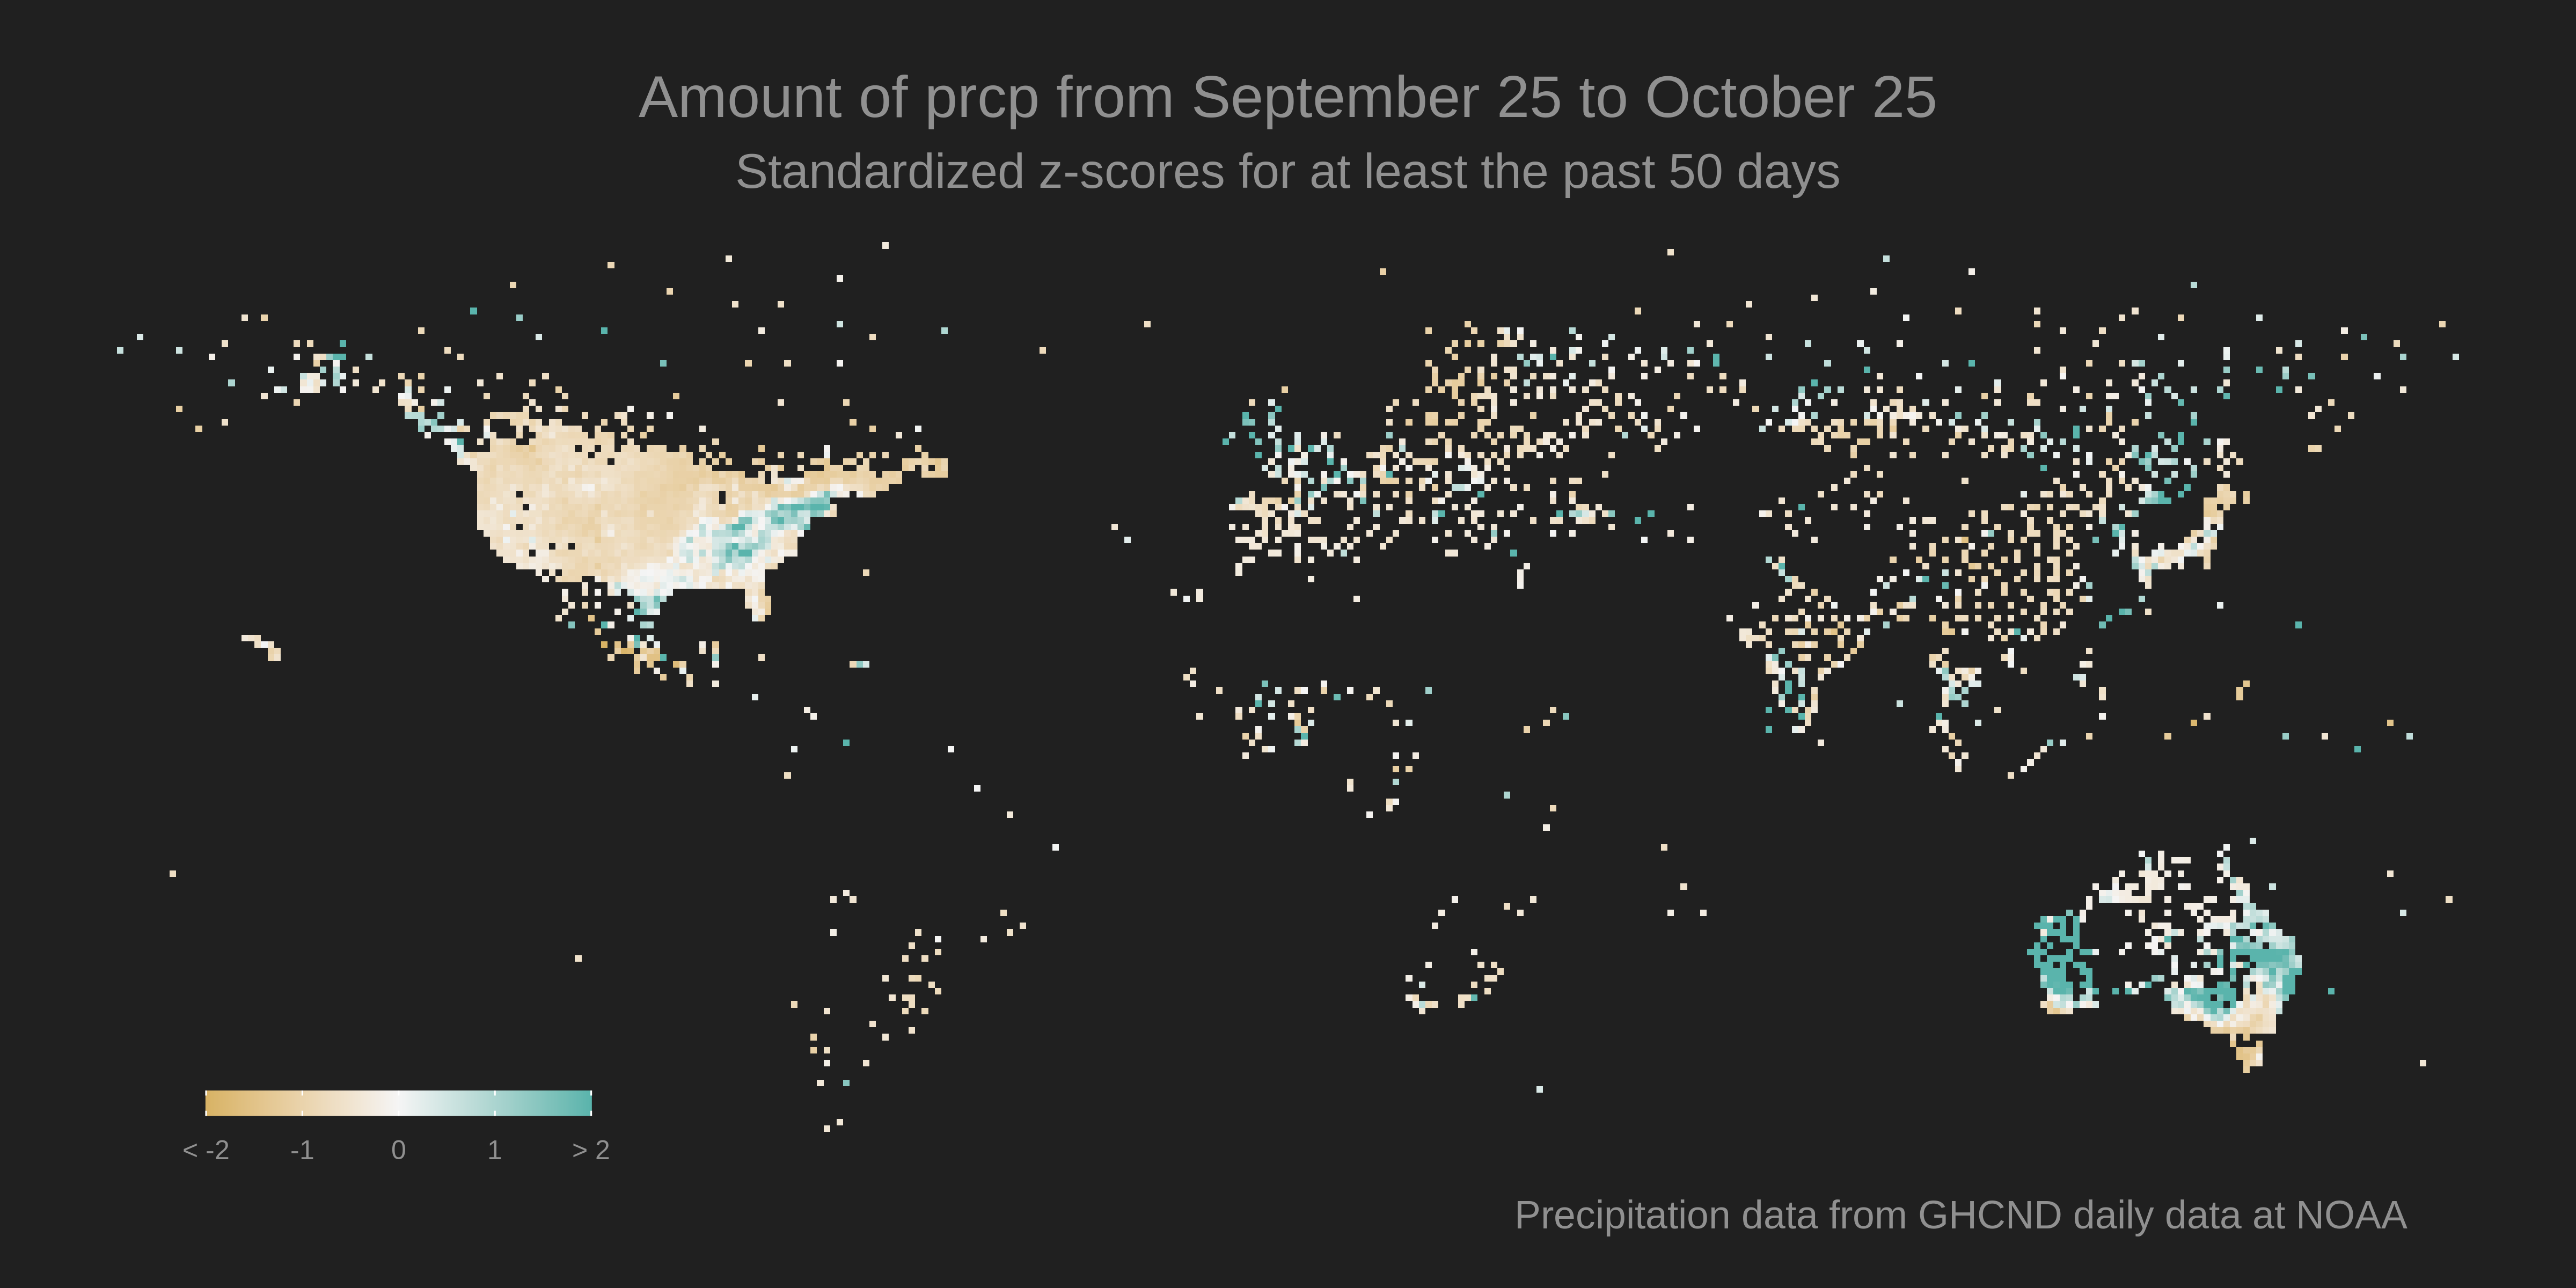 Amount of prcp from September 25 to October 25
Standardized z-scores for at least the past 50 days
< -2 -1 0 1 > 2
Precipitation data from GHCND daily data at NOAA